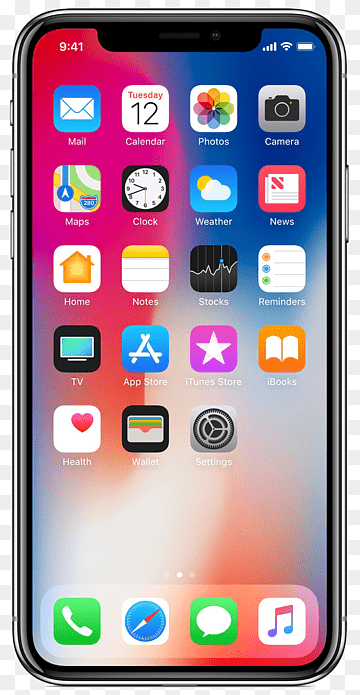 9:41
Tuesday
12
Mail Calendar Photos Camera
280
Maps Clock Weather News
Home Notes Stocks Reminders
TV App Store iTunes Store iBooks
Health Wallet Settings